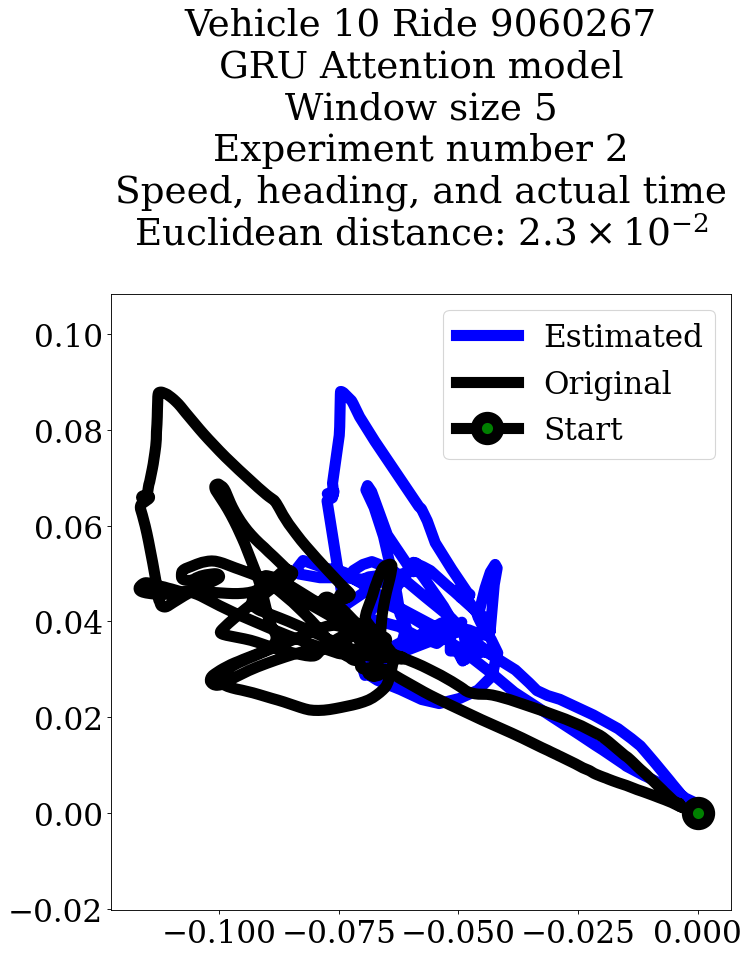 Vehicle 10 Ride 9060267
GRU Attention model
Window size 5
Experiment number 2
Speed, heading, and actual time
Euclidean distance: 2.3 × 10⁻²
Estimated
Original
Start
0.10
0.08
0.06
0.04
0.02
0.00
−0.02
−0.100 −0.075 −0.050 −0.025 0.000